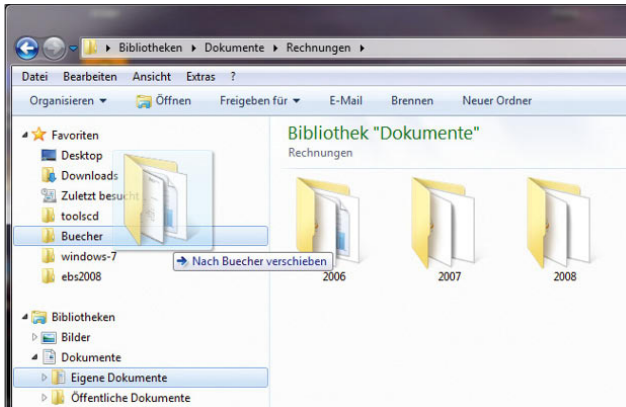 Bibliotheken Dokumente Rechnungen
Datei Bearbeiten Ansicht Extras ?
Organisieren Öffnen Freigeben für E-Mail Brennen Neuer Ordner
Favoriten
Desktop
Downloads
Zuletzt besucht
toolscd
Buecher
windows-7
ebs2008
Bibliotheken
Bilder
Dokumente
Eigene Dokumente
Öffentliche Dokumente
Bibliothek "Dokumente"
Rechnungen
Nach Buecher verschieben
2006 2007 2008